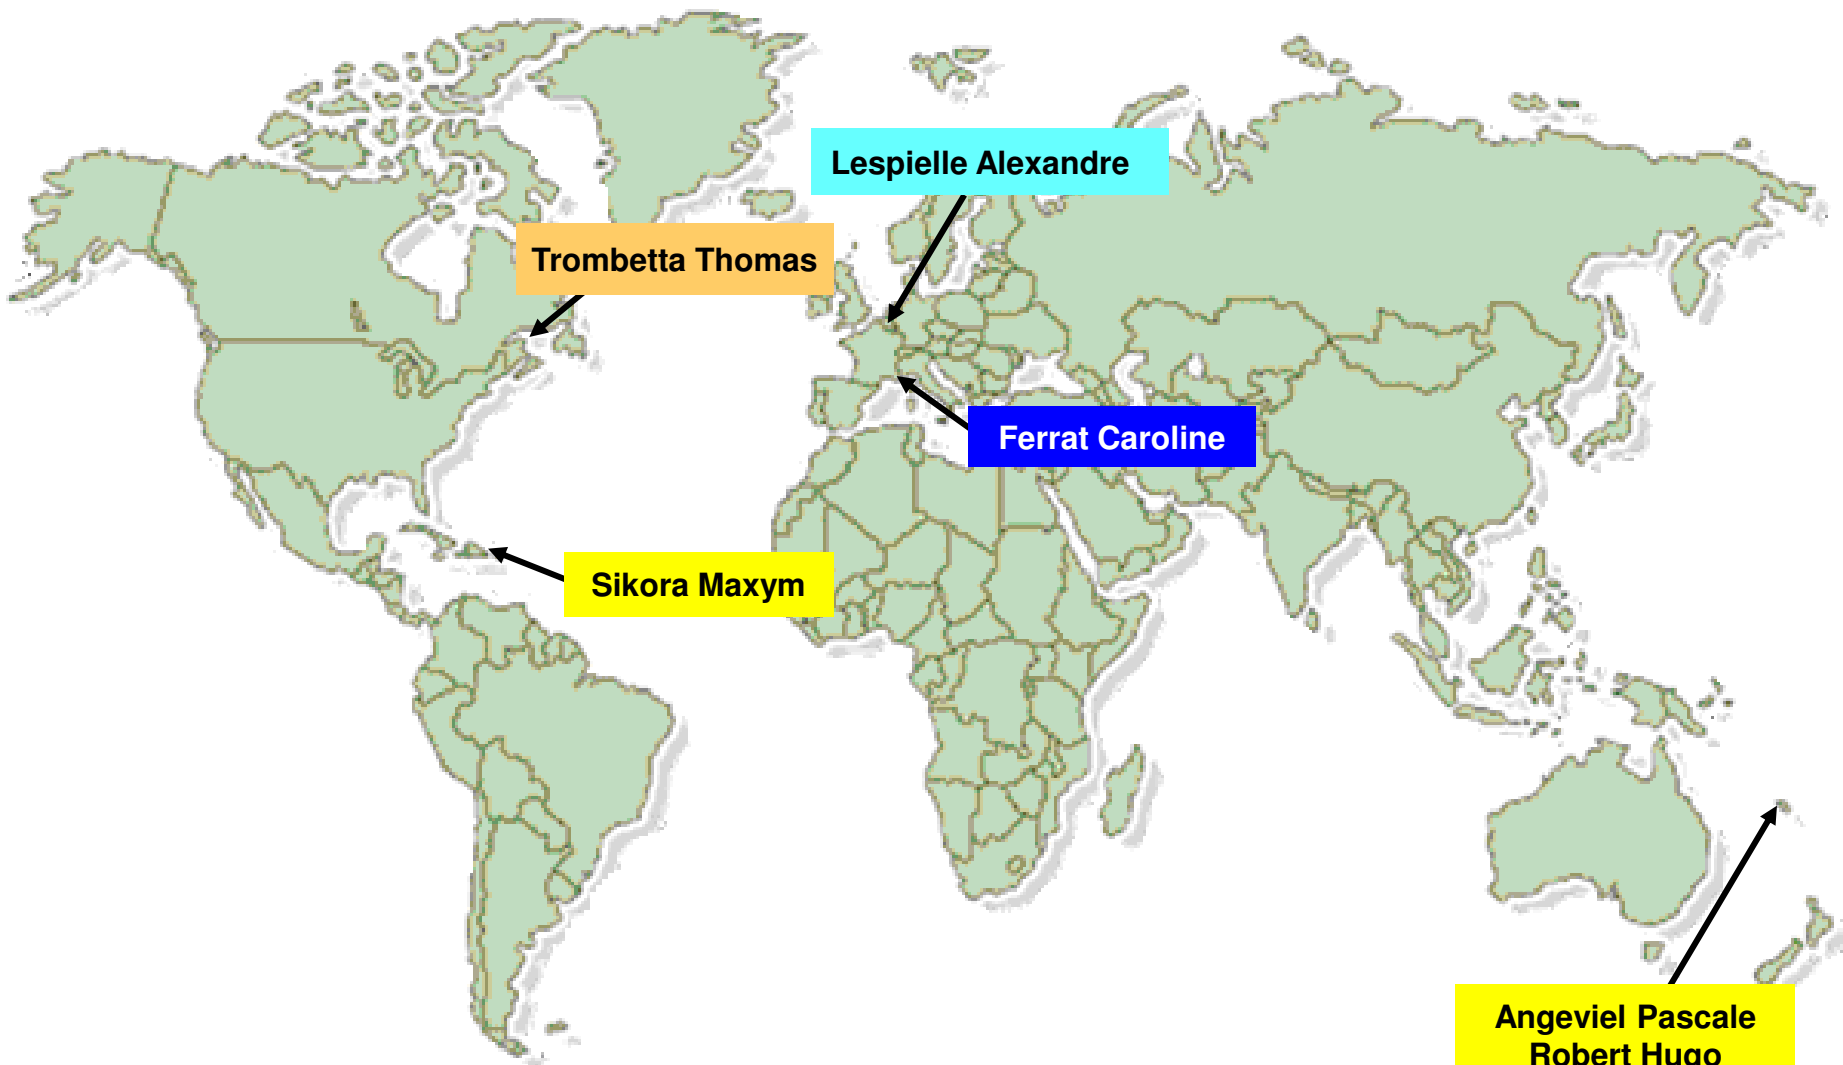 Lespielle Alexandre
Trombetta Thomas
Ferrat Caroline
Sikora Maxym
Angeviel Pascale
Robert Hugo